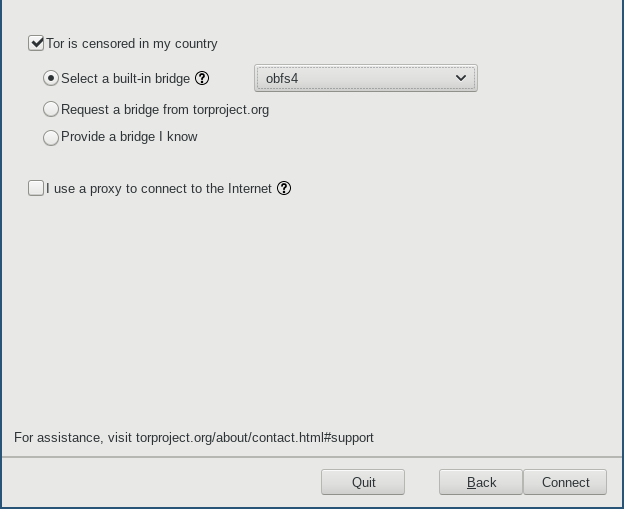 Tor is censored in my country
Select a built-in bridge ?
obfs4
Request a bridge from torproject.org
Provide a bridge I know
I use a proxy to connect to the Internet ?
For assistance, visit torproject.org/about/contact.html#support
Quit Back Connect